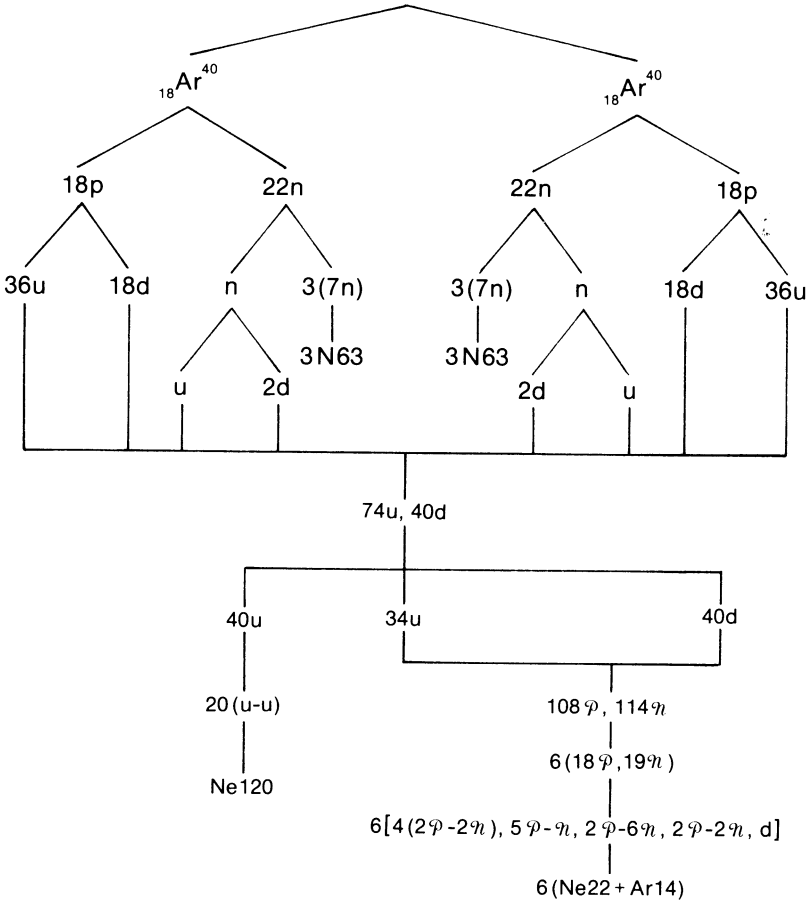 ₁₈Ar⁴⁰ ₁₈Ar⁴⁰
18p 22n 22n 18p
36u 18d n 3(7n) 3(7n) n 18d 36u
3N63 3N63
u 2d 2d u
74u, 40d
40u 34u 40d
20(u-u) 108𝒫, 114𝓃
6(18𝒫,19𝓃)
Ne120
6[4(2𝒫-2𝓃), 5𝒫-𝓃, 2𝒫-6𝓃, 2𝒫-2𝓃, d]
6(Ne22+Ar14)